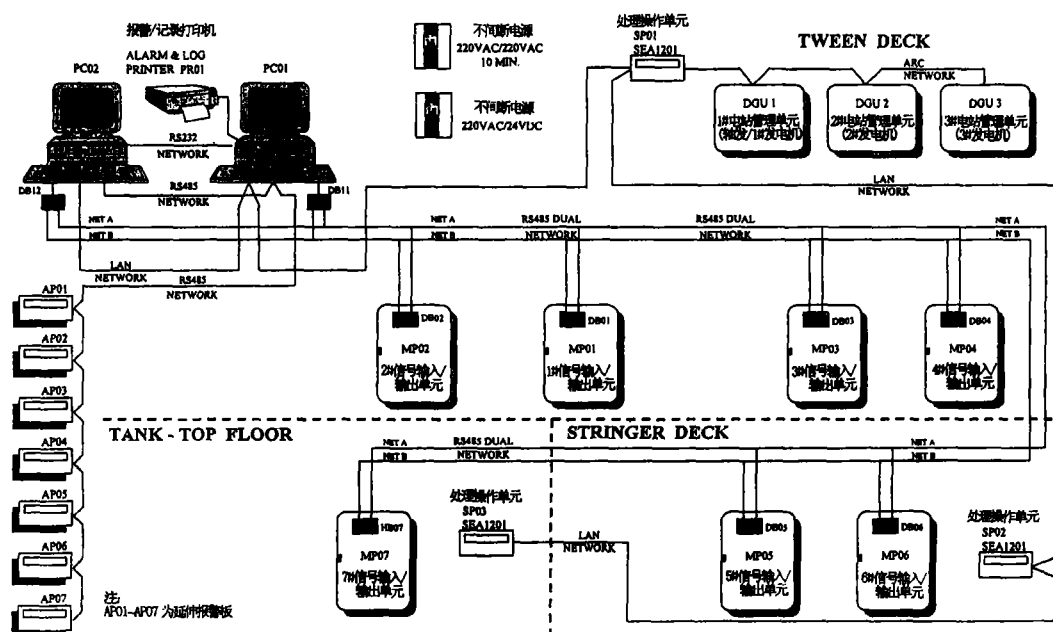 报警/记录打印机
ALARM & LOG
PRINTER PR01
PC02
PC01
RS232
NETWORK
RS485
NETWORK
DB12
DB11
不间断电源
220VAC/220VAC
10 MIN.
不间断电源
220VAC/24VDC
处理操作单元
SP01
SEA1201
TWEEN DECK
ARC
NETWORK
DGU 1
1#电站管理单元
(轴发/1#发电机)
DGU 2
2#电站管理单元
(2#发电机)
DGU 3
3#电站管理单元
(3#发电机)
LAN
NETWORK
NET A
NET B
NET A
NET B
RS485 DUAL
NETWORK
RS485 DUAL
NETWORK
NET A
NET B
LAN
NETWORK
RS485
NETWORK
AP01
AP02
AP03
AP04
AP05
AP06
AP07
DB02
MP02
2#信号输入/
输出单元
DB01
MP01
1#信号输入/
输出单元
DB03
MP03
3#信号输入/
输出单元
DB04
MP04
4#信号输入/
输出单元
TANK - TOP FLOOR
STRINGER DECK
NET A
NET B
RS485 DUAL
NETWORK
NET A
NET B
HB07
MP07
7#信号输入/
输出单元
处理操作单元
SP03
SEA1201
LAN
NETWORK
DB05
MP05
5#信号输入/
输出单元
DB06
MP06
6#信号输入/
输出单元
处理操作单元
SP02
SEA1201
注:
AP01~AP07 为延伸报警板